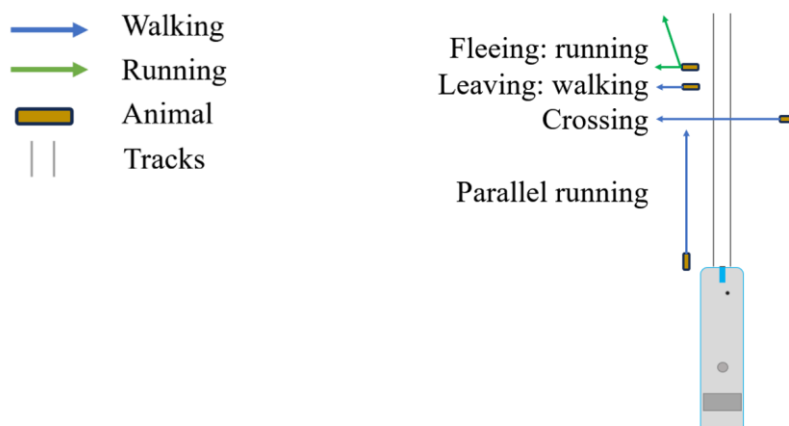 Walking
Running
Animal
Tracks
Fleeing: running
Leaving: walking
Crossing
Parallel running